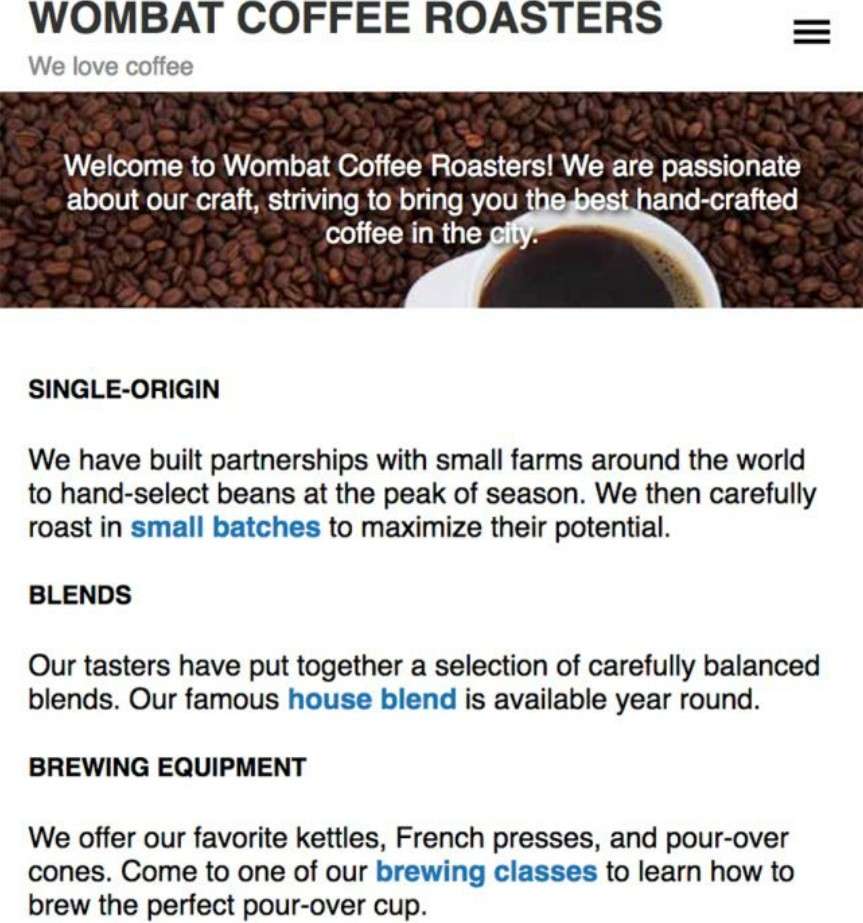 WOMBAT COFFEE ROASTERS
We love coffee
Welcome to Wombat Coffee Roasters! We are passionate
about our craft, striving to bring you the best hand-crafted
coffee in the city.
SINGLE-ORIGIN
We have built partnerships with small farms around the world
to hand-select beans at the peak of season. We then carefully
roast in small batches to maximize their potential.
BLENDS
Our tasters have put together a selection of carefully balanced
blends. Our famous house blend is available year round.
BREWING EQUIPMENT
We offer our favorite kettles, French presses, and pour-over
cones. Come to one of our brewing classes to learn how to
brew the perfect pour-over cup.